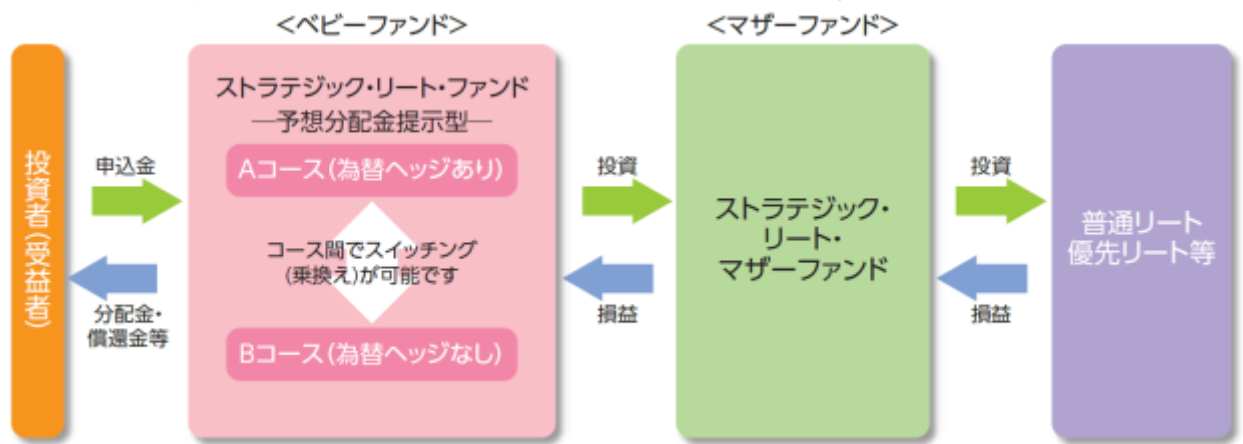 <ベビーファンド>
<マザーファンド>
投資者(受益者)
申込金
分配金・
償還金等
ストラテジック・リート・ファンド
―予想分配金提示型―
Aコース(為替ヘッジあり)
コース間でスイッチング
(乗換え)が可能です
Bコース(為替ヘッジなし)
投資
損益
ストラテジック・
リート・
マザーファンド
投資
損益
普通リート
優先リート等